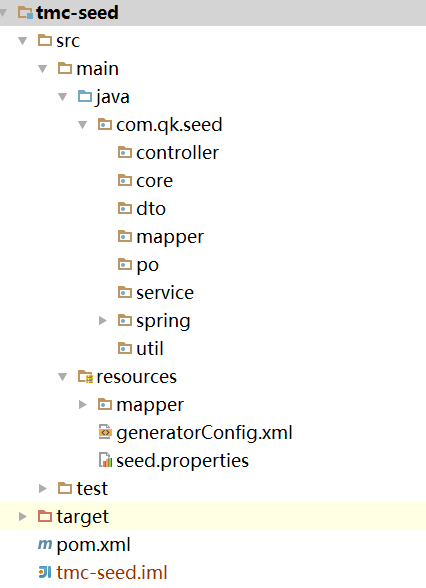 tmc-seed
src
main
java
com.qk.seed
controller
core
dto
mapper
po
service
spring
util
resources
mapper
generatorConfig.xml
seed.properties
test
target
pom.xml
tmc-seed.iml